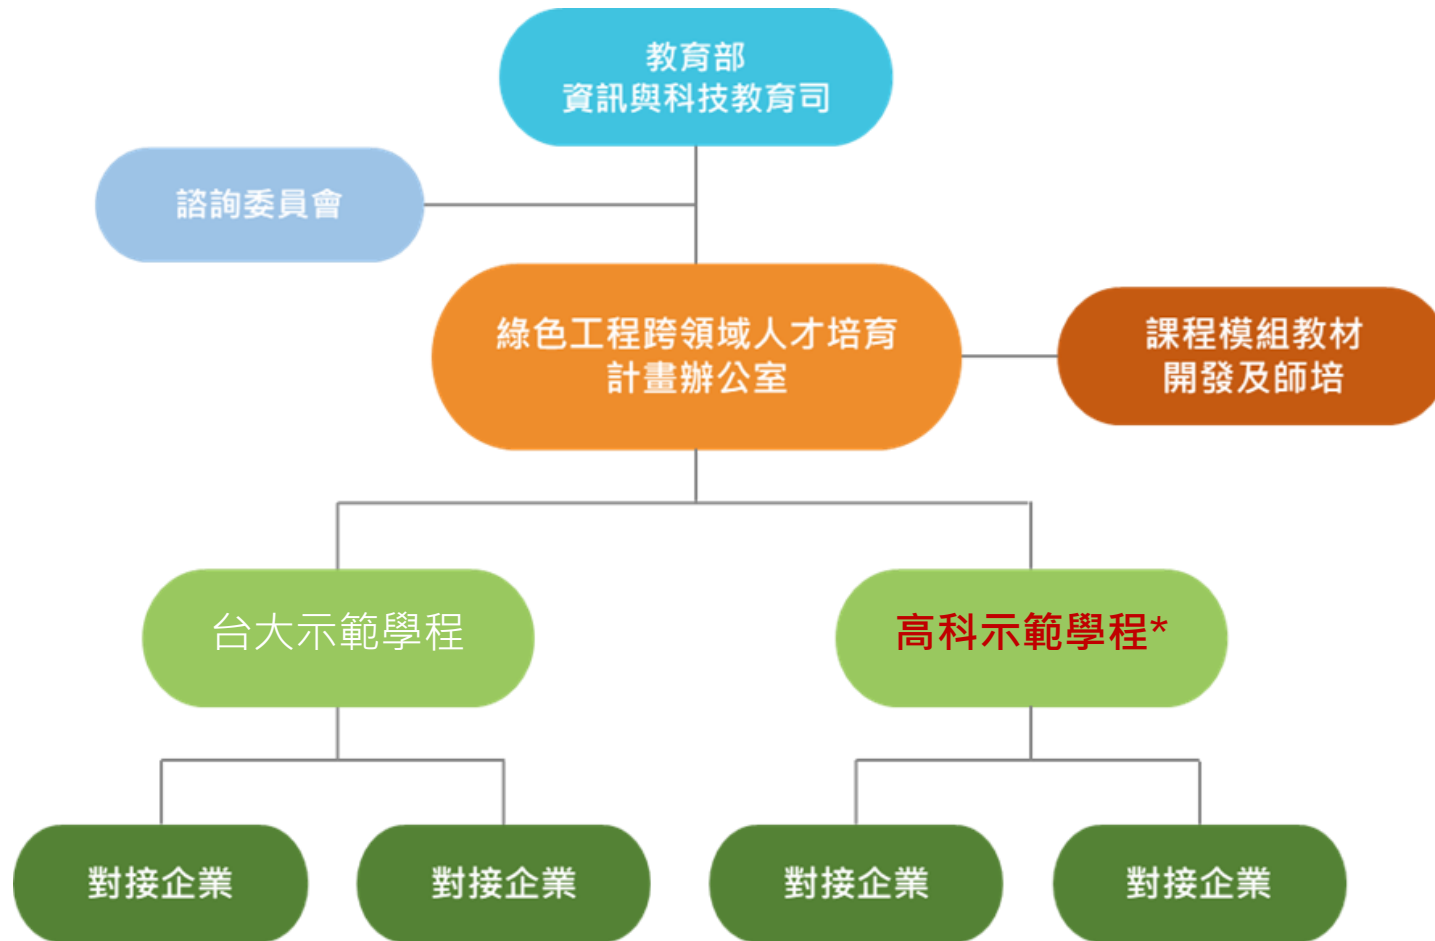 教育部
資訊與科技教育司
諮詢委員會
綠色工程跨領域人才培育
計畫辦公室
課程模組教材
開發及師培
台大示範學程
高科示範學程*
對接企業
對接企業
對接企業
對接企業